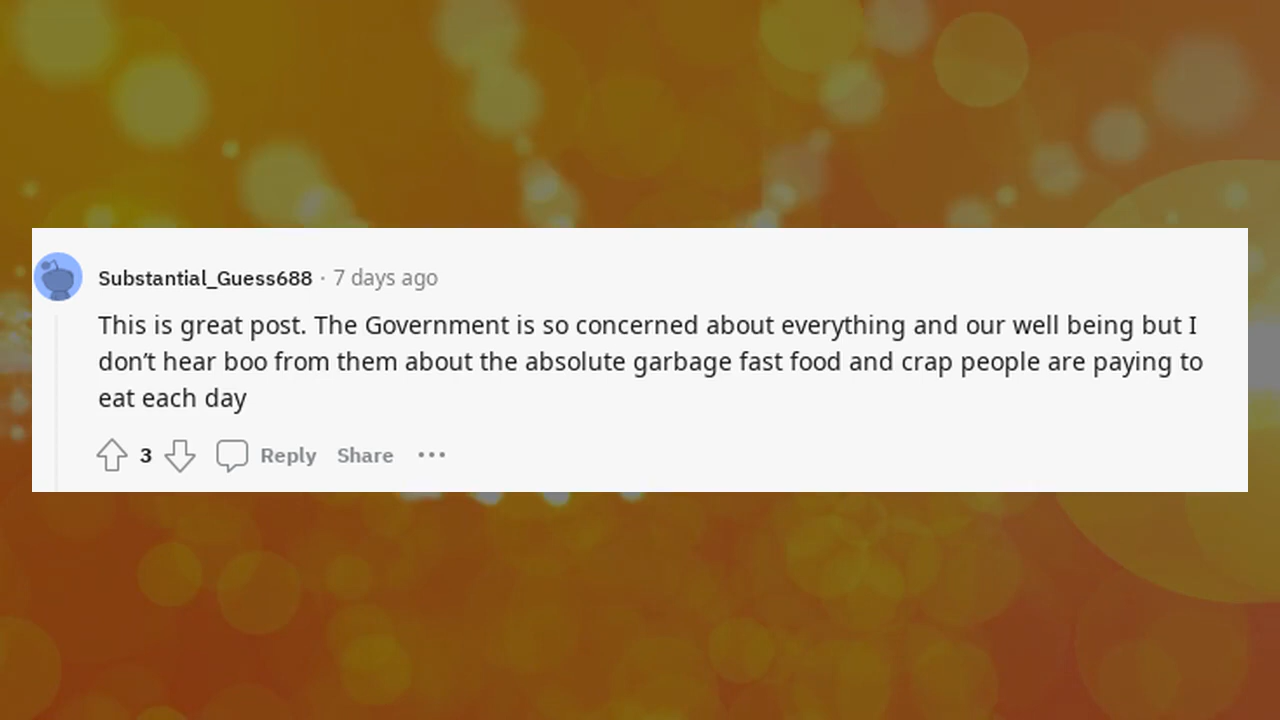 Substantial_Guess688 · 7 days ago
This is great post. The Government is so concerned about everything and our well being but I
don’t hear boo from them about the absolute garbage fast food and crap people are paying to
eat each day
3 Reply Share •••